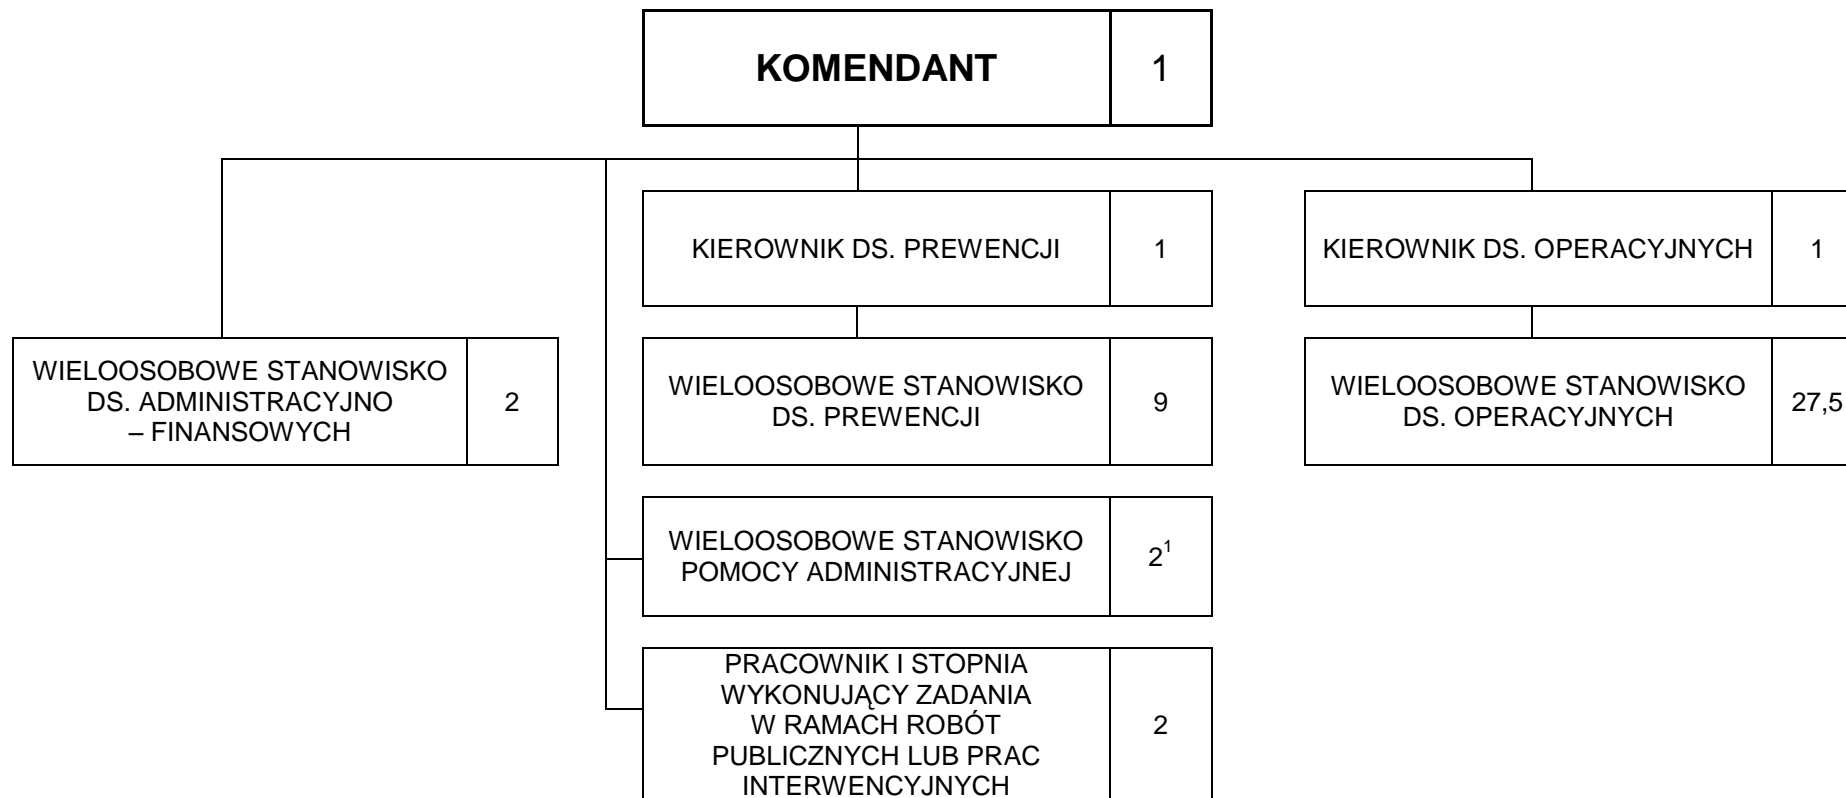 KOMENDANT 1
KIEROWNIK DS. PREWENCJI 1
KIEROWNIK DS. OPERACYJNYCH 1
WIELOOSOBOWE STANOWISKO
DS. ADMINISTRACYJNO
– FINANSOWYCH
2
WIELOOSOBOWE STANOWISKO
DS. PREWENCJI
9
WIELOOSOBOWE STANOWISKO
DS. OPERACYJNYCH
27,5
WIELOOSOBOWE STANOWISKO
POMOCY ADMINISTRACYJNEJ
2¹
PRACOWNIK I STOPNIA
WYKONUJĄCY ZADANIA
W RAMACH ROBÓT
PUBLICZNYCH LUB PRAC
INTERWENCYJNYCH
2